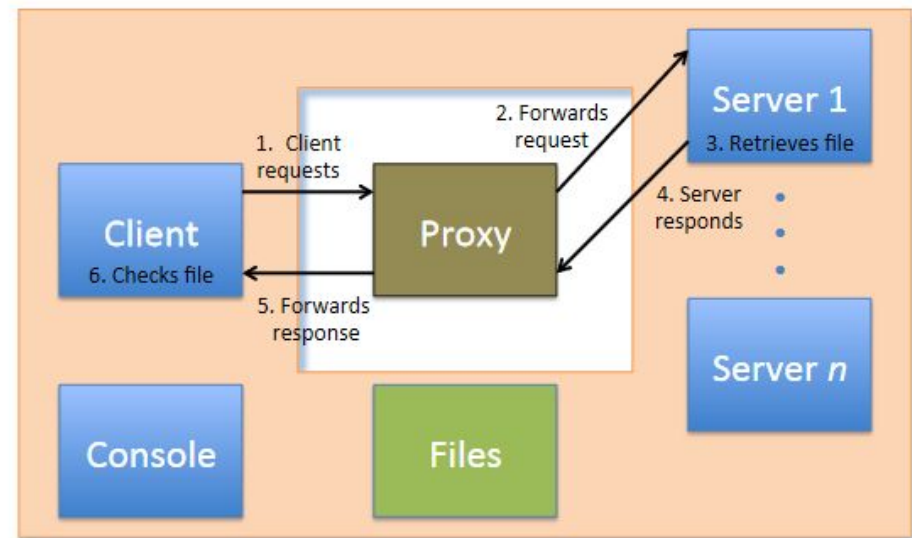 Server 1
3. Retrieves file
2. Forwards
request
1.  Client
requests
4. Server
responds
Client
6. Checks file
Proxy
5. Forwards
response
Server n
Console
Files